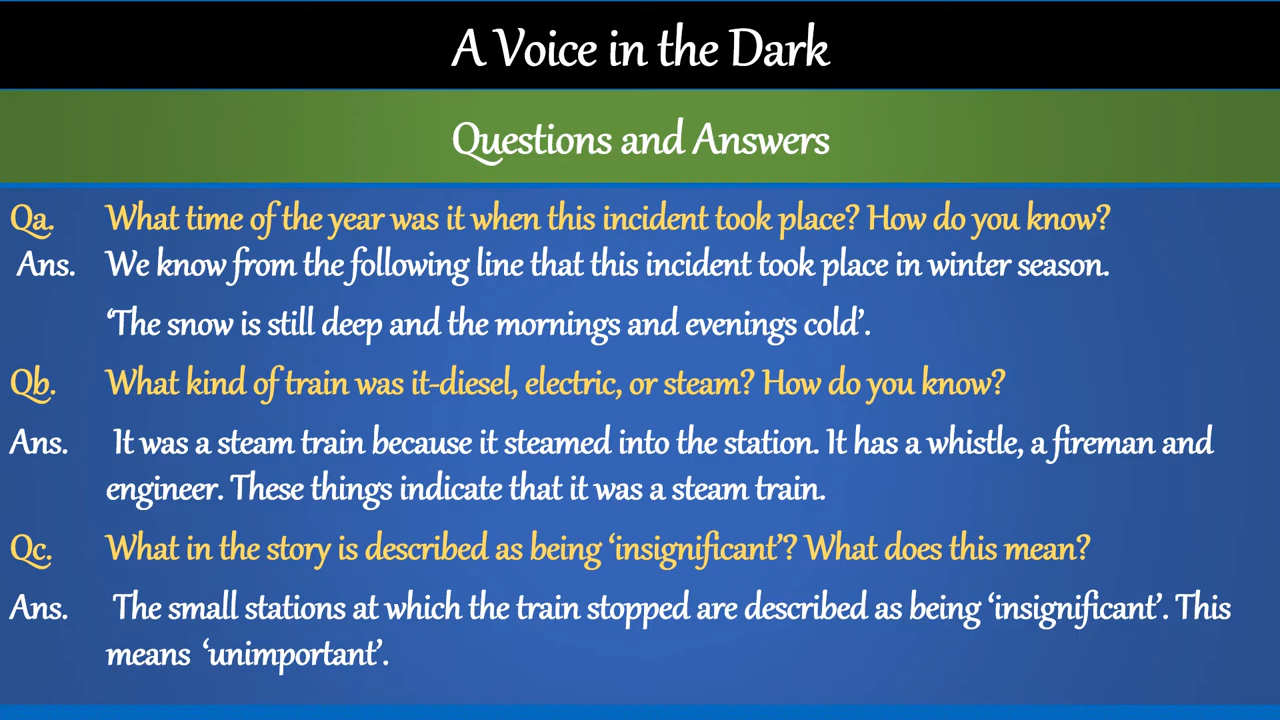 A Voice in the Dark
Questions and Answers
Qa. What time of the year was it when this incident took place? How do you know?
Ans. We know from the following line that this incident took place in winter season.
‘The snow is still deep and the mornings and evenings cold’.
Qb. What kind of train was it-diesel, electric, or steam? How do you know?
Ans. It was a steam train because it steamed into the station. It has a whistle, a fireman and
engineer. These things indicate that it was a steam train.
Qc. What in the story is described as being ‘insignificant’? What does this mean?
Ans. The small stations at which the train stopped are described as being ‘insignificant’. This
means ‘unimportant’.